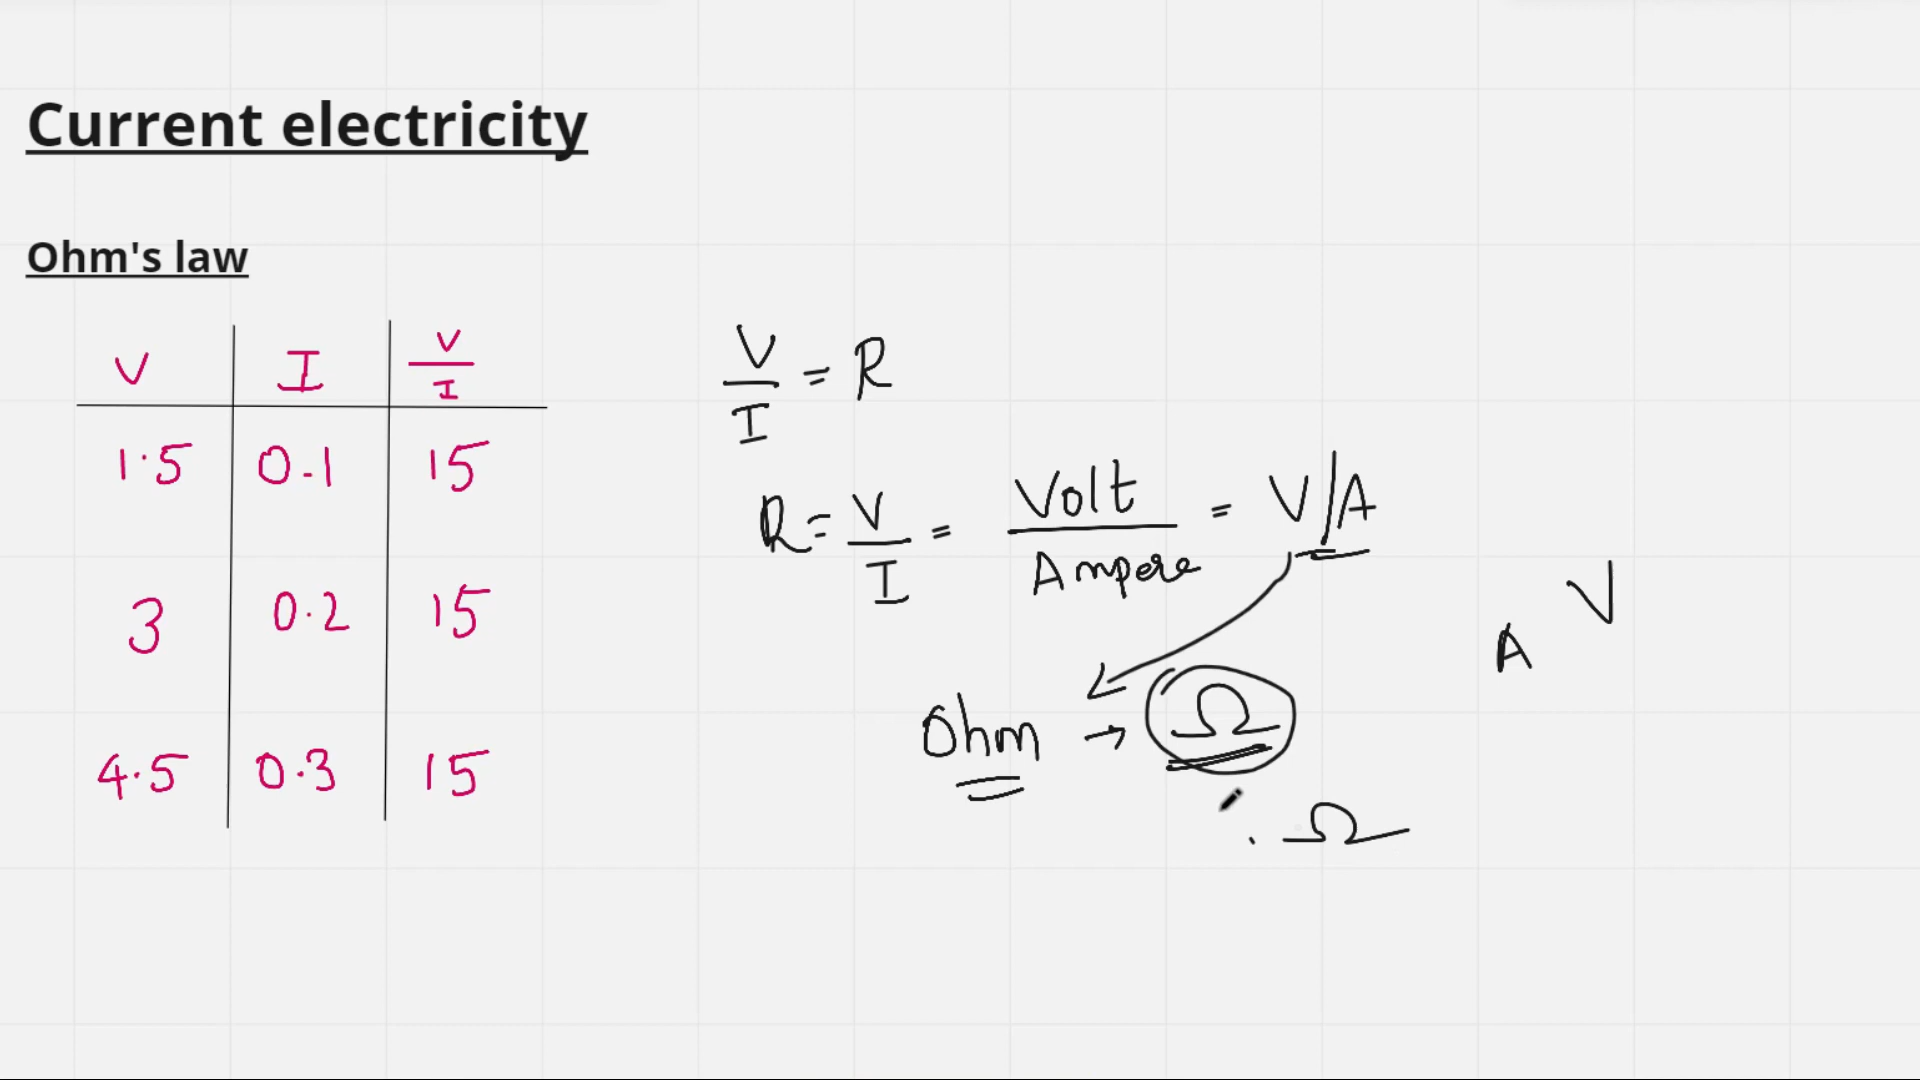 Current electricity
Ohm's law
V I V/I
1.5 0.1 15
3 0.2 15
4.5 0.3 15
V/I = R
R = V/I = Volt/Ampere = V/A
A V
Ohm → Ω
. Ω